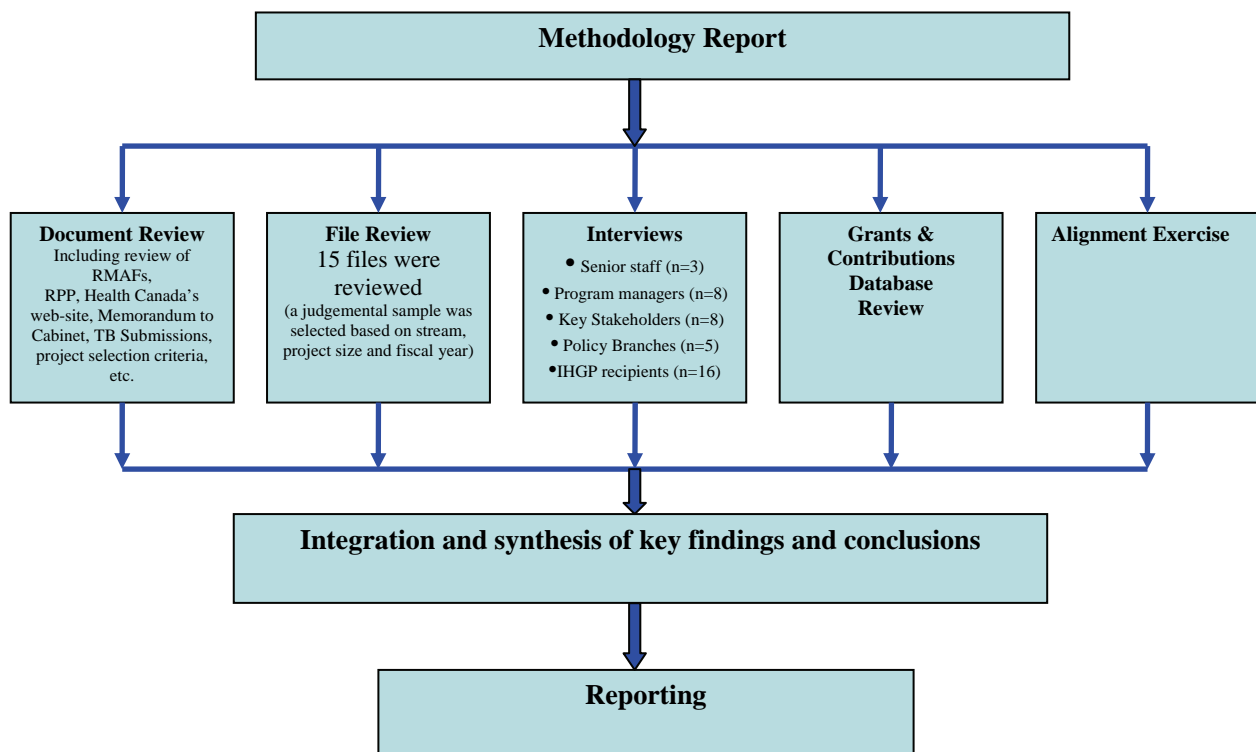 Methodology Report
Document Review
Including review of
RMAFs,
RPP, Health Canada's
web-site, Memorandum to
Cabinet, TB Submissions,
project selection criteria,
etc.
File Review
15 files were
reviewed
(a judgemental sample was
selected based on stream,
project size and fiscal year)
Interviews
• Senior staff (n=3)
• Program managers (n=8)
• Key Stakeholders (n=8)
• Policy Branches (n=5)
•IHGP recipients (n=16)
Grants &
Contributions
Database
Review
Alignment Exercise
Integration and synthesis of key findings and conclusions
Reporting